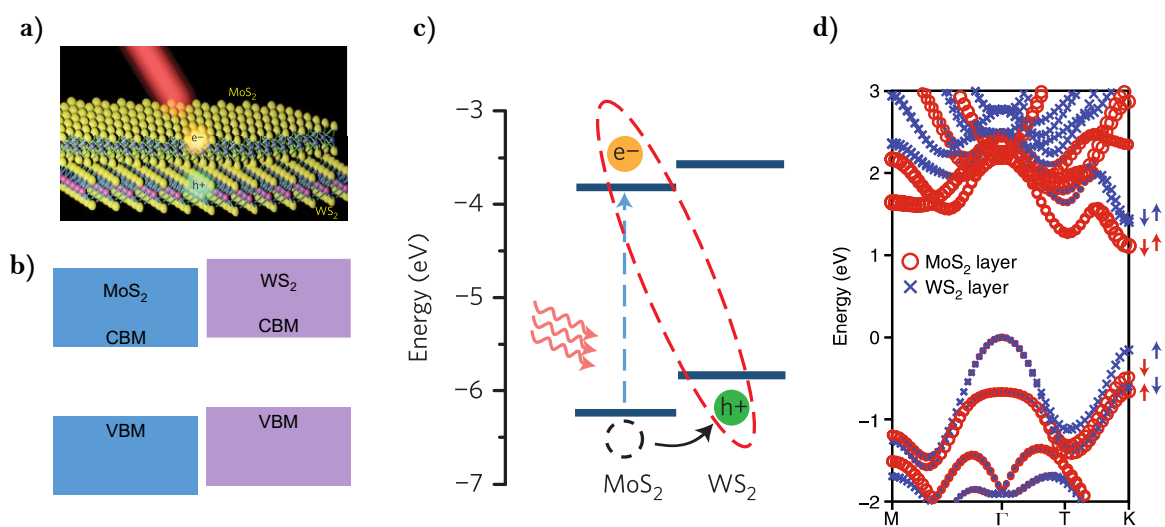 a)
MoS₂
e−
h+
WS₂
b)
MoS₂
CBM
WS₂
CBM
VBM
VBM
c)
Energy (eV)
−3
−4
−5
−6
−7
e−
h+
MoS₂
WS₂
d)
Energy (eV)
3
2
1
0
−1
−2
MoS₂ layer
WS₂ layer
M
Γ
T
K